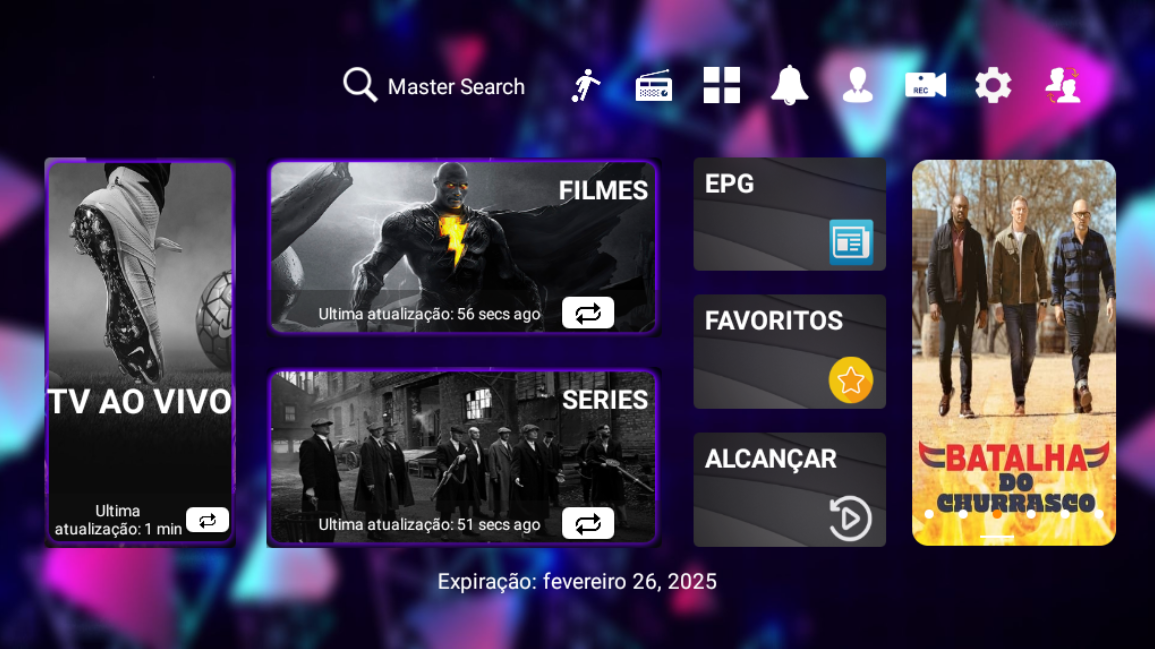 Master Search
REC
TV AO VIVO
Ultima
atualização: 1 min
FILMES
Ultima atualização: 56 secs ago
SERIES
Ultima atualização: 51 secs ago
EPG
FAVORITOS
ALCANÇAR
BATALHA
DO
CHURRASCO
Expiração: fevereiro 26, 2025